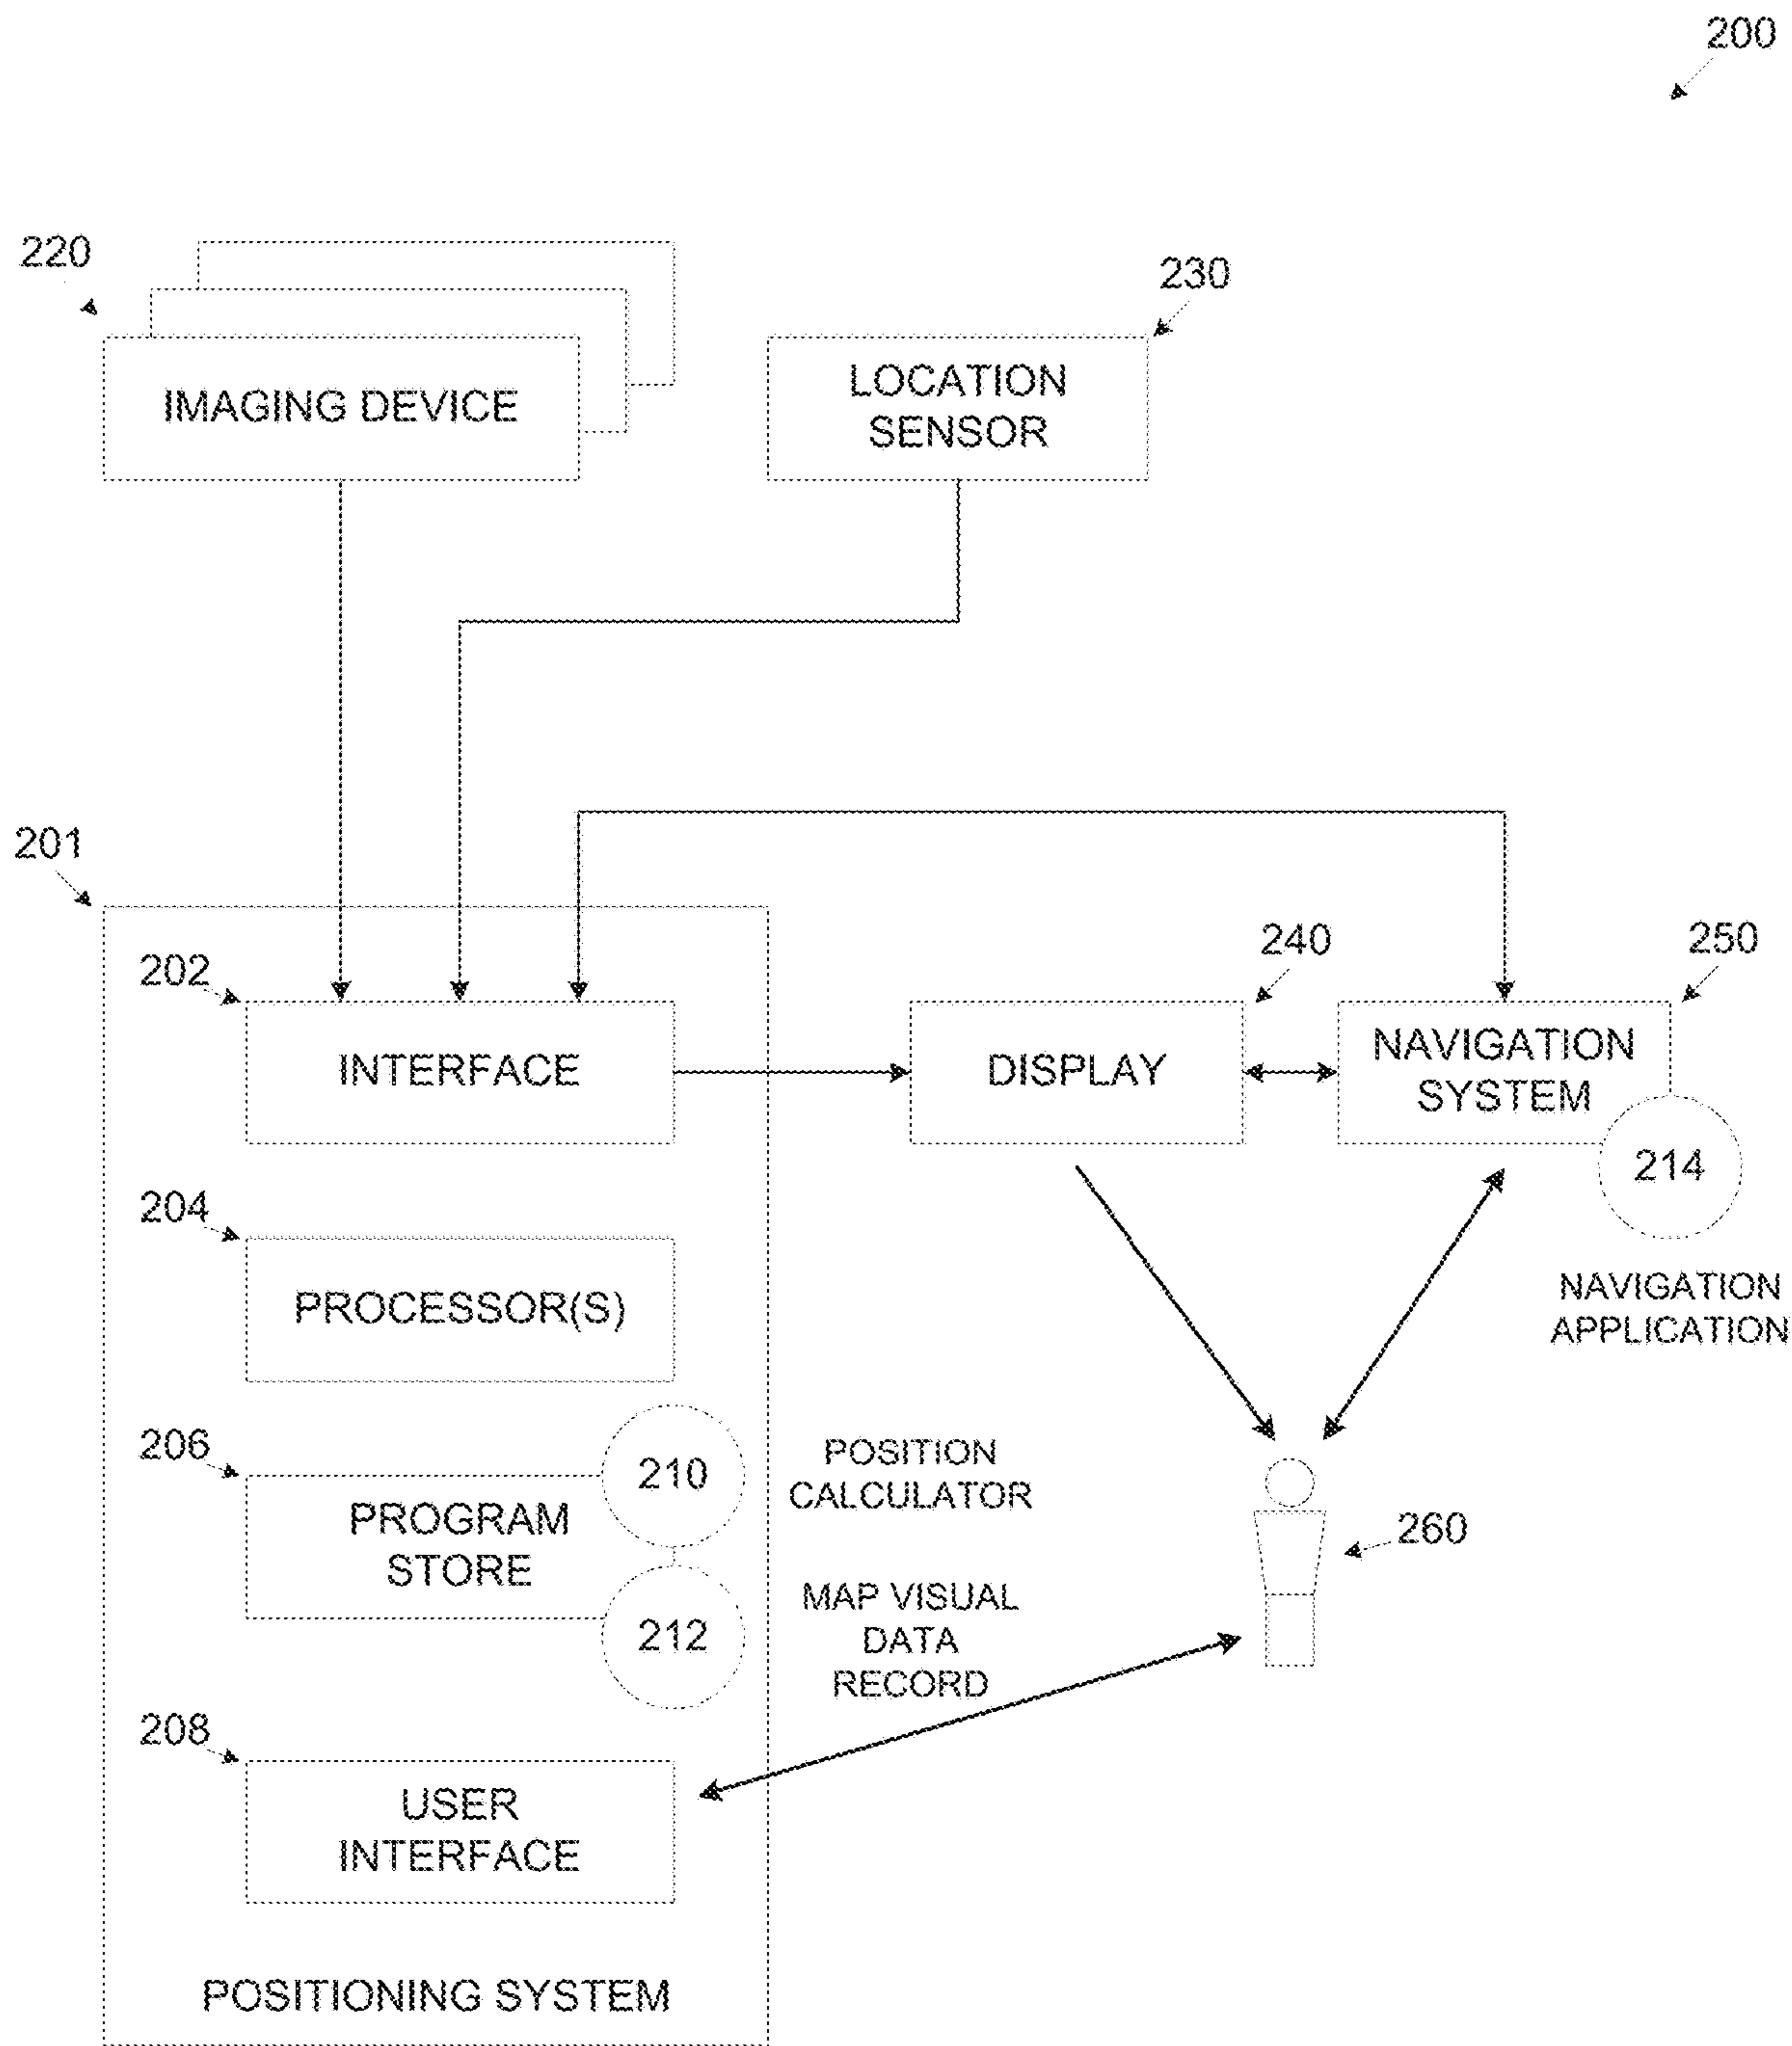 200
220
230
IMAGING DEVICE
LOCATION
SENSOR
201
202
240
250
INTERFACE
DISPLAY
NAVIGATION
SYSTEM
214
204
PROCESSOR(S)
NAVIGATION
APPLICATION
206
210
POSITION
CALCULATOR
PROGRAM
STORE
260
212
MAP VISUAL
DATA
RECORD
208
USER
INTERFACE
POSITIONING SYSTEM